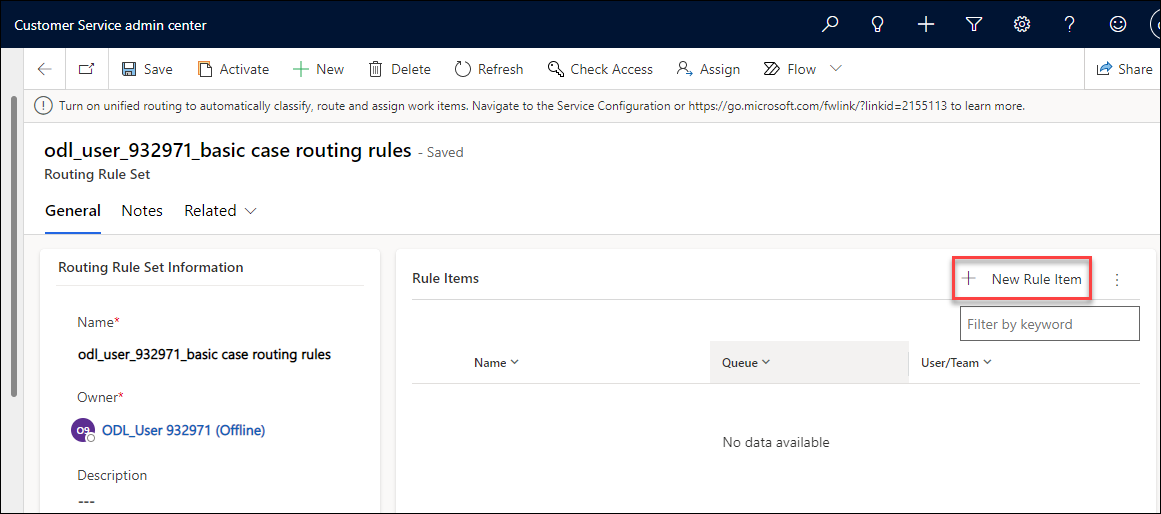 Customer Service admin center
Save Activate New Delete Refresh Check Access Assign Flow Share
Turn on unified routing to automatically classify, route and assign work items. Navigate to the Service Configuration or https://go.microsoft.com/fwlink/?linkid=2155113 to learn more.
odl_user_932971_basic case routing rules - Saved
Routing Rule Set
General Notes Related
Routing Rule Set Information
Name*
odl_user_932971_basic case routing rules
Owner*
O9 ODL_User 932971 (Offline)
Description
---
Rule Items
New Rule Item
Filter by keyword
Name Queue User/Team
No data available